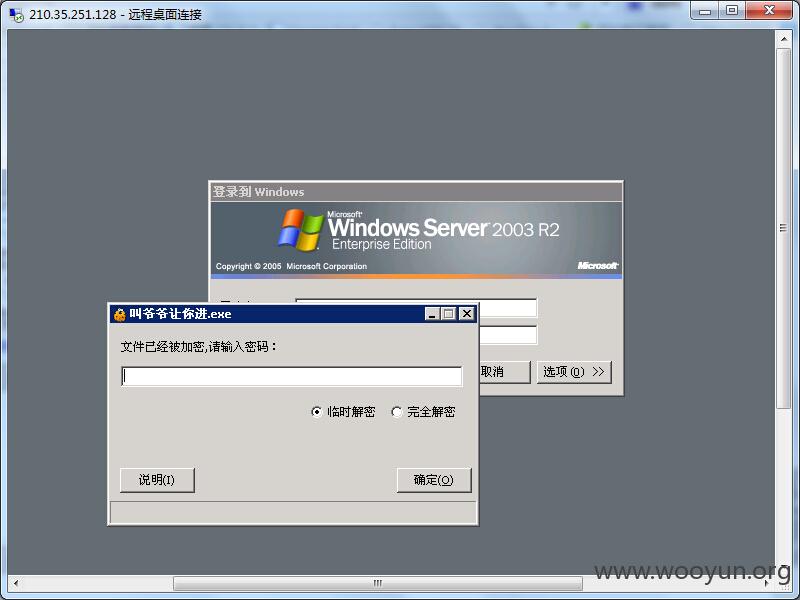 210.35.251.128 - 远程桌面连接
登录到 Windows
Microsoft®
Windows Server 2003 R2
Enterprise Edition
Copyright © 2005 Microsoft Corporation
Microsoft
取消
选项(O) >>
叫爷爷让你进.exe
文件已经被加密,请输入密码：
临时解密
完全解密
说明(I)
确定(O)
www.wooyun.org